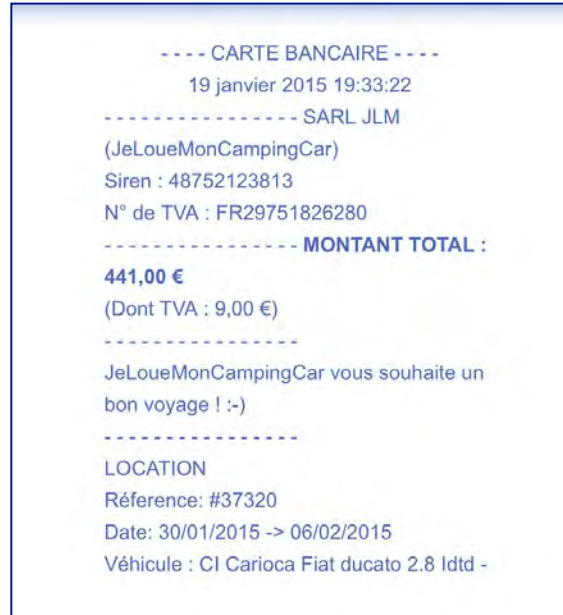 - - - - CARTE BANCAIRE - - - -
19 janvier 2015 19:33:22
- - - - - - - - - - - - - - - - SARL JLM
(JeLoueMonCampingCar)
Siren : 48752123813
N° de TVA : FR29751826280
- - - - - - - - - - - - - - - - MONTANT TOTAL :
441,00 €
(Dont TVA : 9,00 €)
- - - - - - - - - - - - - - - -
JeLoueMonCampingCar vous souhaite un
bon voyage ! :-)
- - - - - - - - - - - - - - - -
LOCATION
Réference: #37320
Date: 30/01/2015 -> 06/02/2015
Véhicule : CI Carioca Fiat ducato 2.8 Idtd -